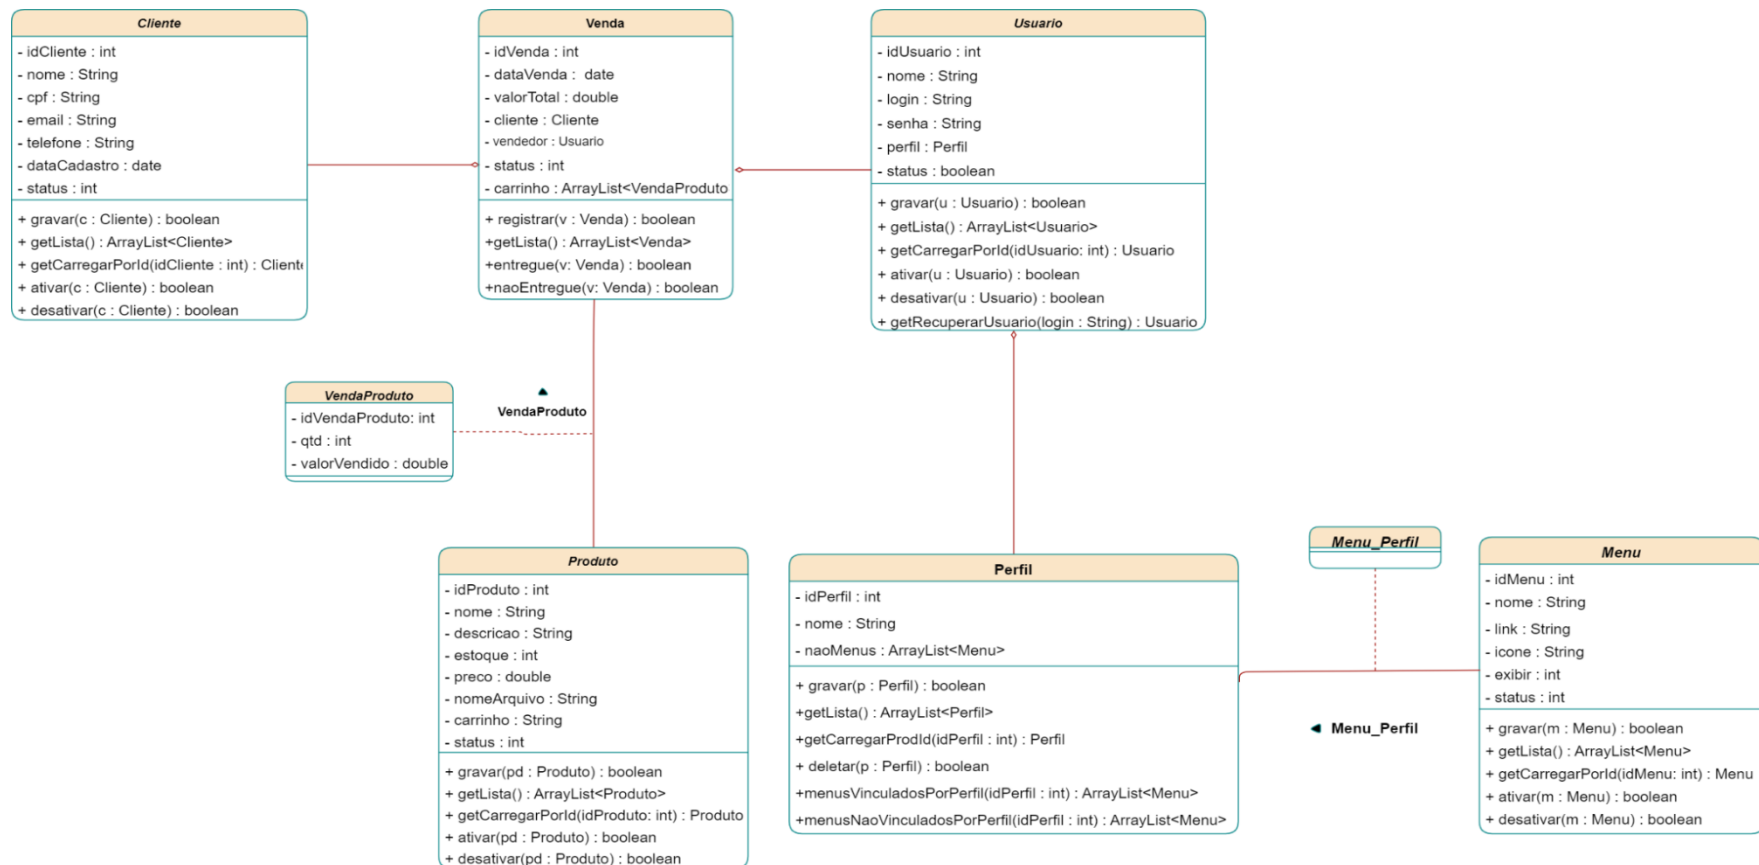 Cliente
- idCliente : int
- nome : String
- cpf : String
- email : String
- telefone : String
- dataCadastro : date
- status : int
+ gravar(c : Cliente) : boolean
+ getLista() : ArrayList<Cliente>
+ getCarregarPorId(idCliente : int) : Cliente
+ ativar(c : Cliente) : boolean
+ desativar(c : Cliente) : boolean
Venda
- idVenda : int
- dataVenda : date
- valorTotal : double
- cliente : Cliente
- vendedor : Usuario
- status : int
- carrinho : ArrayList<VendaProduto
+ registrar(v : Venda) : boolean
+getLista() : ArrayList<Venda>
+entregue(v: Venda) : boolean
+naoEntregue(v: Venda) : boolean
Usuario
- idUsuario : int
- nome : String
- login : String
- senha : String
- perfil : Perfil
- status : boolean
+ gravar(u : Usuario) : boolean
+ getLista() : ArrayList<Usuario>
+ getCarregarPorId(idUsuario: int) : Usuario
+ ativar(u : Usuario) : boolean
+ desativar(u : Usuario) : boolean
+ getRecuperarUsuario(login : String) : Usuario
VendaProduto
- idVendaProduto: int
- qtd : int
- valorVendido : double
VendaProduto
Produto
- idProduto : int
- nome : String
- descricao : String
- estoque : int
- preco : double
- nomeArquivo : String
- carrinho : String
- status : int
+ gravar(pd : Produto) : boolean
+ getLista() : ArrayList<Produto>
+ getCarregarPorId(idProduto: int) : Produto
+ ativar(pd : Produto) : boolean
+ desativar(pd : Produto) : boolean
Perfil
- idPerfil : int
- nome : String
- naoMenus : ArrayList<Menu>
+ gravar(p : Perfil) : boolean
+getLista() : ArrayList<Perfil>
+getCarregarProdId(idPerfil : int) : Perfil
+ deletar(p : Perfil) : boolean
+menusVinculadosPorPerfil(idPerfil : int) : ArrayList<Menu>
+menusNaoVinculadosPorPerfil(idPerfil : int) : ArrayList<Menu>
Menu_Perfil
Menu_Perfil
Menu
- idMenu : int
- nome : String
- link : String
- icone : String
- exibir : int
- status : int
+ gravar(m : Menu) : boolean
+ getLista() : ArrayList<Menu>
+ getCarregarPorId(idMenu: int) : Menu
+ ativar(m : Menu) : boolean
+ desativar(m : Menu) : boolean